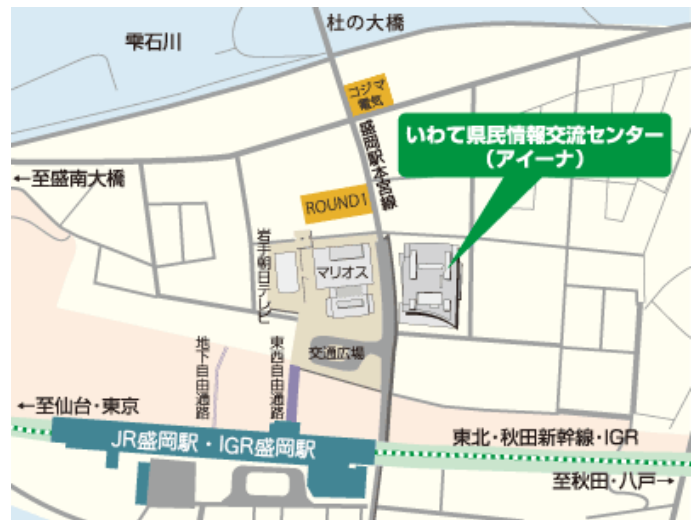 杜の大橋
雫石川
コジマ
電気
いわて県民情報交流センター
（アイーナ）
盛岡駅本宮線
←至盛南大橋
ROUND1
岩手朝日テレビ
マリオス
交通広場
地下自由通路
東西自由通路
←至仙台・東京
JR盛岡駅・IGR盛岡駅
東北・秋田新幹線・IGR
至秋田・八戸→